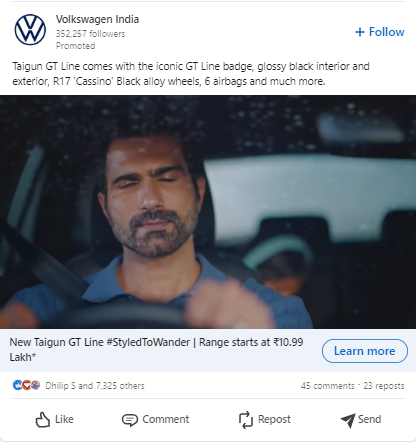 Volkswagen India
352,257 followers
Promoted
+ Follow
Taigun GT Line comes with the iconic GT Line badge, glossy black interior and
exterior, R17 'Cassino' Black alloy wheels, 6 airbags and much more.
New Taigun GT Line #StyledToWander | Range starts at ₹10.99
Lakh*
Learn more
Dhilip S and 7,325 others
45 comments · 23 reposts
Like
Comment
Repost
Send